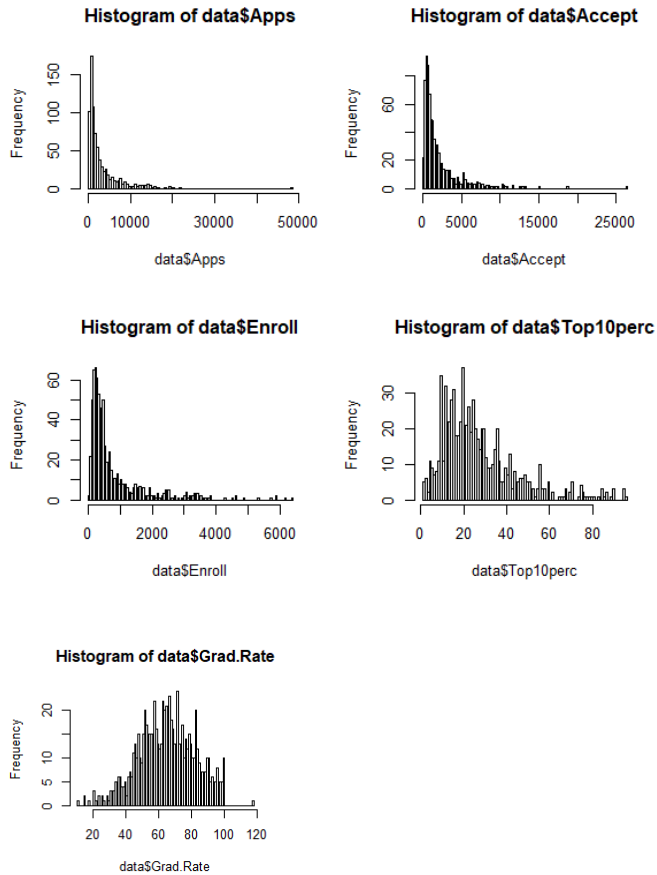 Histogram of data$Apps
Frequency
0 50 100 150
0 10000 30000 50000
data$Apps
Histogram of data$Accept
Frequency
0 20 60
0 5000 15000 25000
data$Accept
Histogram of data$Enroll
Frequency
0 20 40 60
0 2000 4000 6000
data$Enroll
Histogram of data$Top10perc
Frequency
0 10 20 30
0 20 40 60 80
data$Top10perc
Histogram of data$Grad.Rate
Frequency
0 5 10 20
20 40 60 80 100 120
data$Grad.Rate